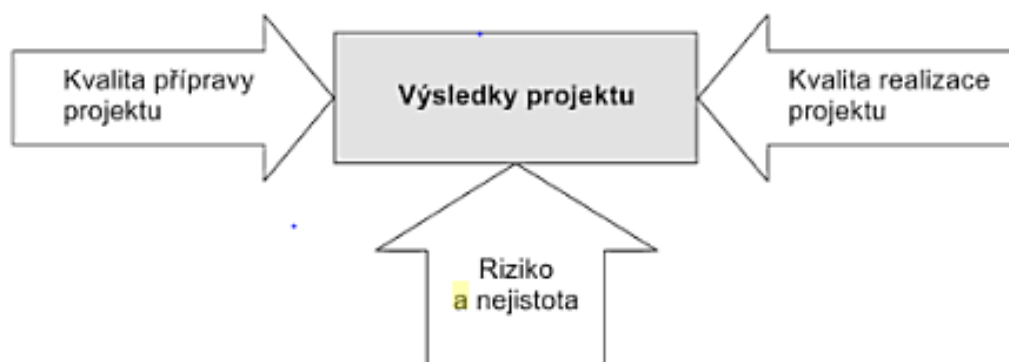 Kvalita přípravy
projektu
Výsledky projektu
Kvalita realizace
projektu
Riziko
a nejistota